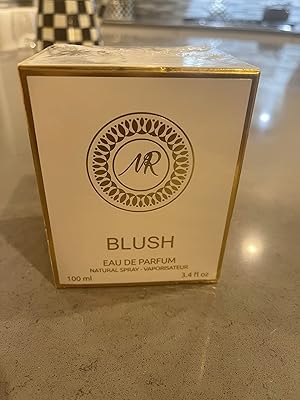 MR
BLUSH
EAU DE PARFUM
NATURAL SPRAY - VAPORISATEUR
100 ml 3.4 fl oz